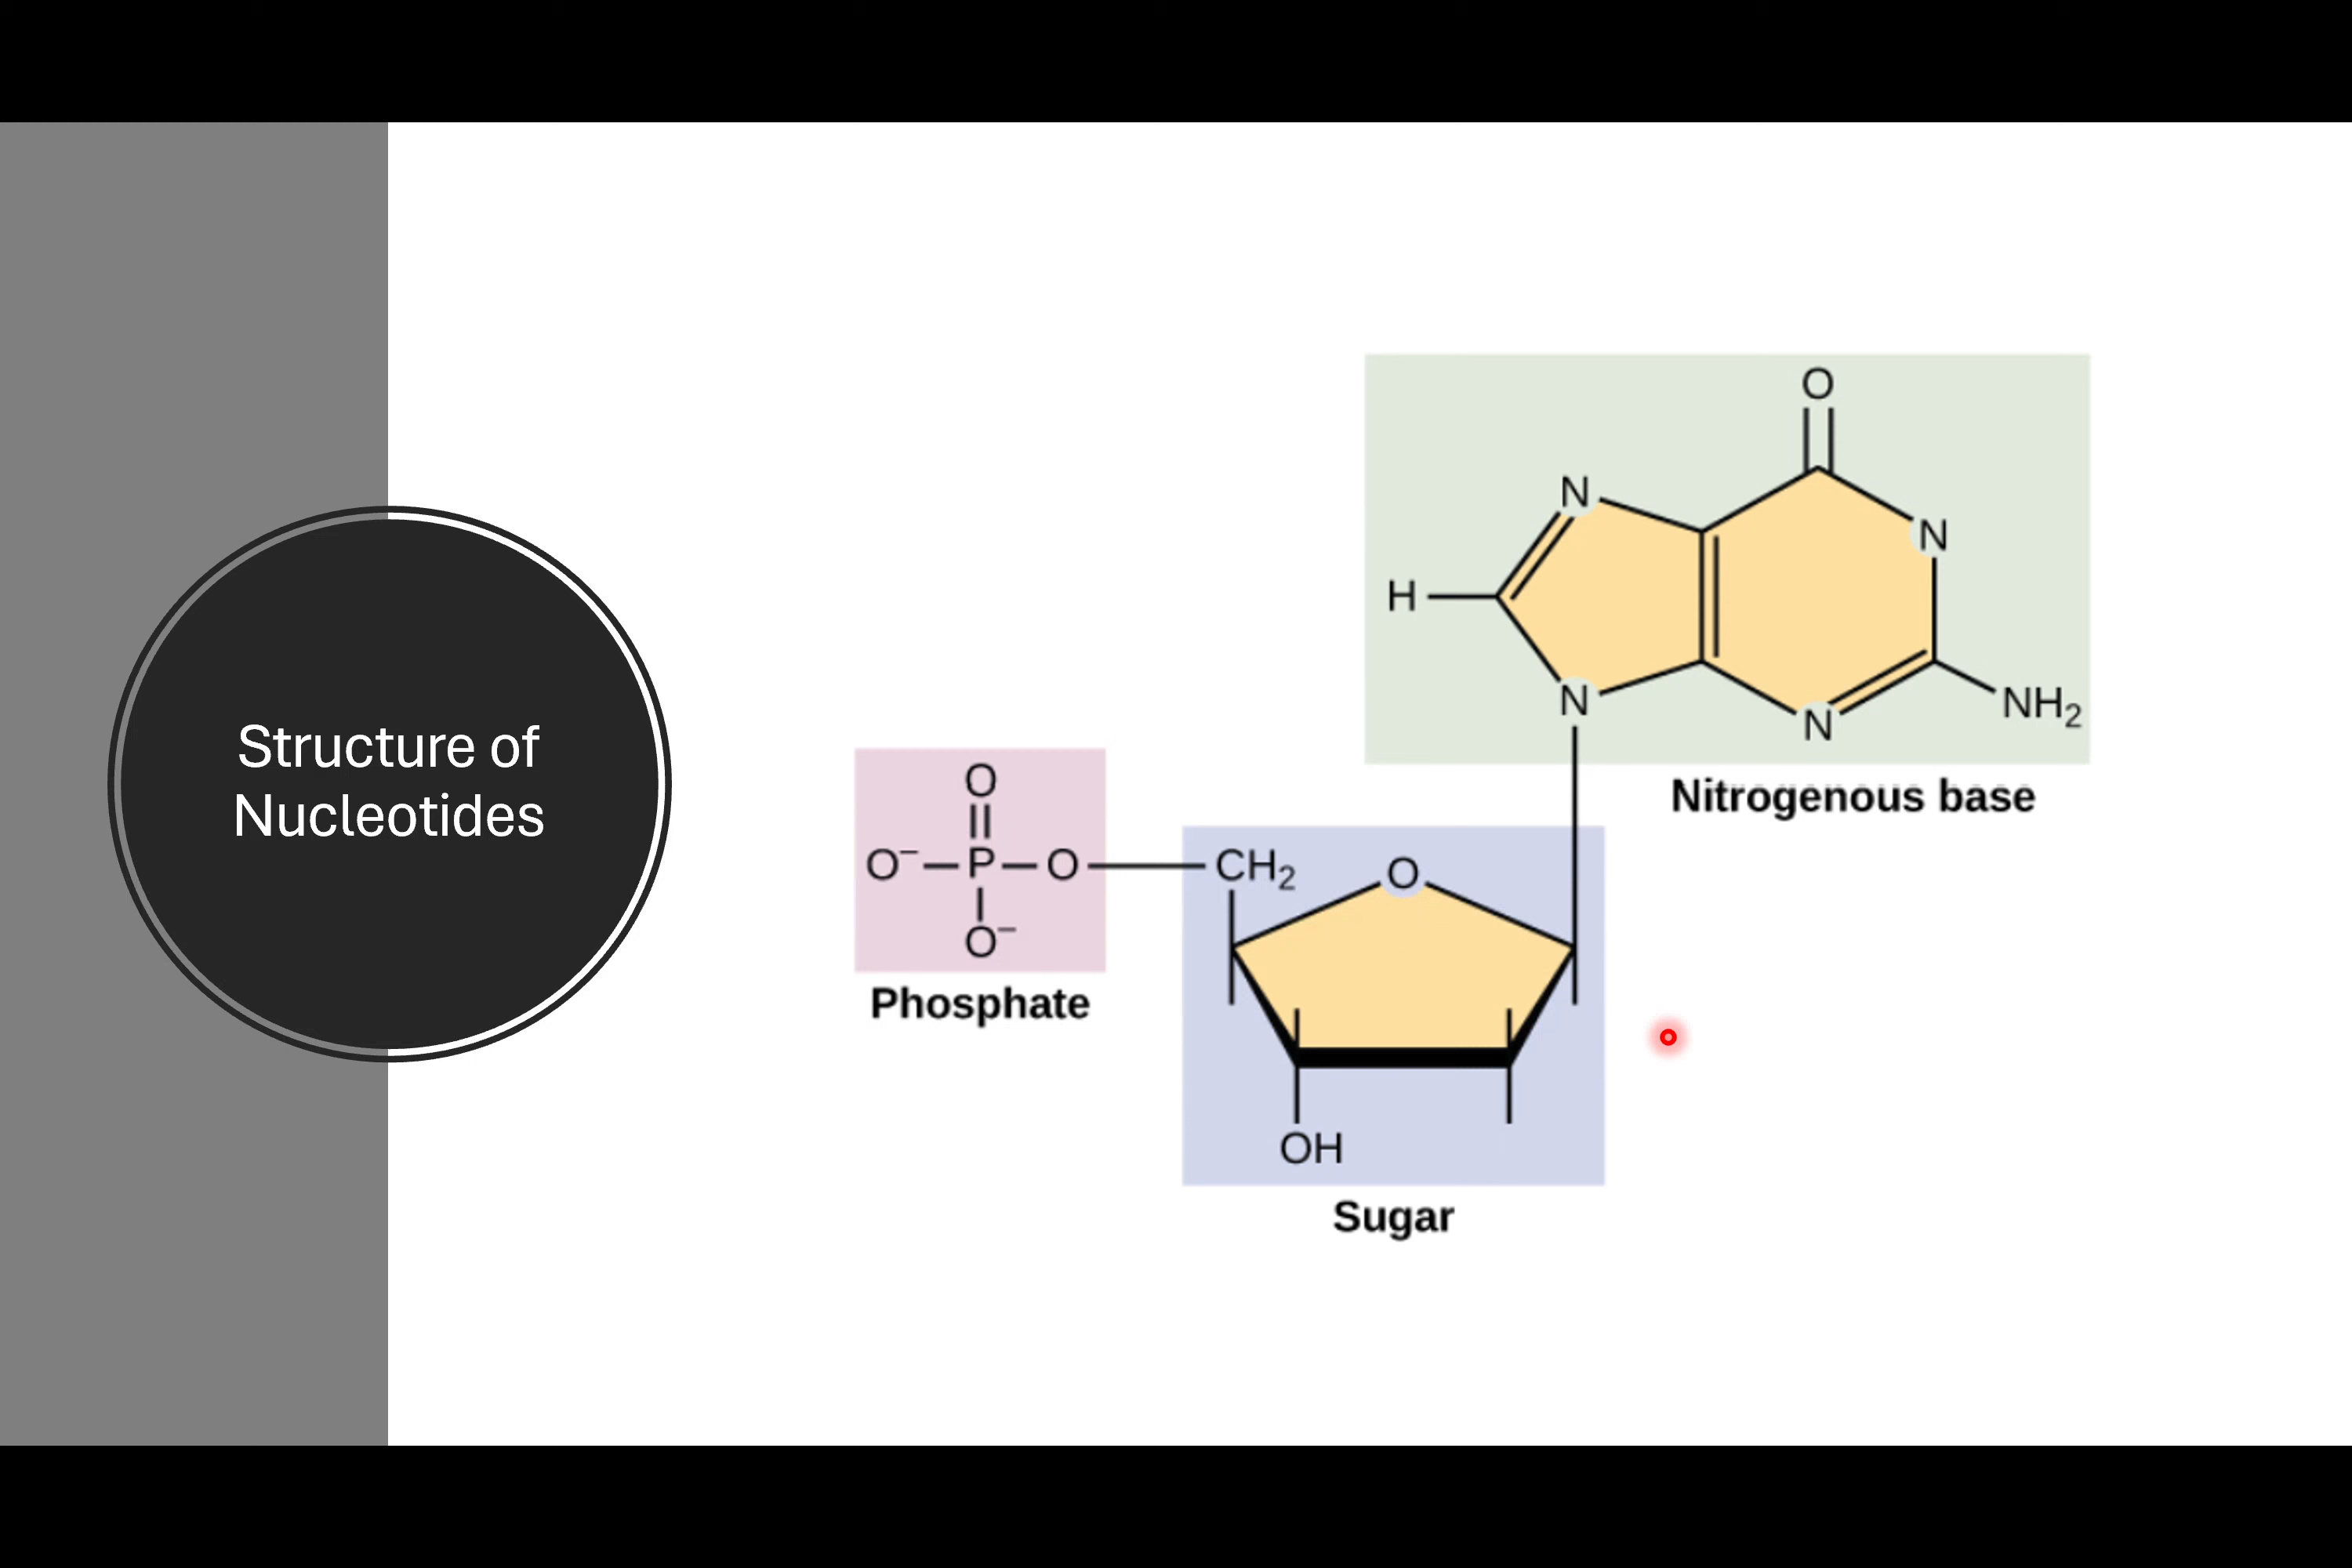 Structure of
Nucleotides
O
N
N
H
N
N
NH₂
Nitrogenous base
O
O⁻ P O
O⁻
Phosphate
CH₂
O
OH
Sugar